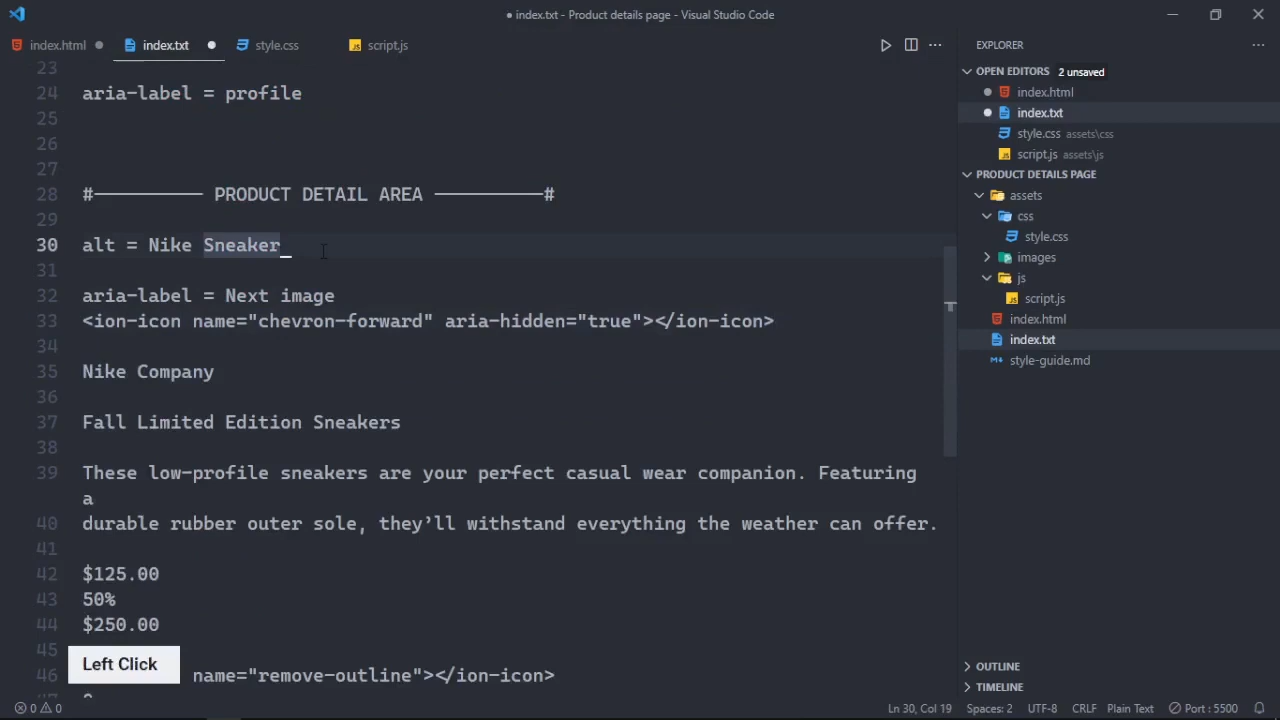 index.txt - Product details page - Visual Studio Code
index.html
index.txt
style.css
script.js
23
24 aria-label = profile
25
26
27
28 #────────── PRODUCT DETAIL AREA ──────────#
29
30 alt = Nike Sneaker
31
32 aria-label = Next image
33 <ion-icon name="chevron-forward" aria-hidden="true"></ion-icon>
34
35 Nike Company
36
37 Fall Limited Edition Sneakers
38
39 These low-profile sneakers are your perfect casual wear companion. Featuring
a
40 durable rubber outer sole, they’ll withstand everything the weather can offer.
41
42 $125.00
43 50%
44 $250.00
45
46 name="remove-outline"></ion-icon>
Left Click
EXPLORER
OPEN EDITORS 2 unsaved
index.html
index.txt
style.css assets\css
script.js assets\js
PRODUCT DETAILS PAGE
assets
css
style.css
images
js
script.js
index.html
index.txt
style-guide.md
OUTLINE
TIMELINE
0 0
Ln 30, Col 19 Spaces: 2 UTF-8 CRLF Plain Text Port : 5500